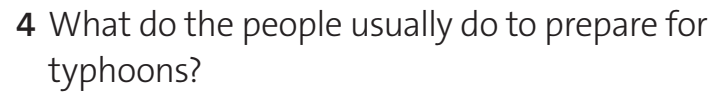 4 What do the people usually do to prepare for
typhoons?